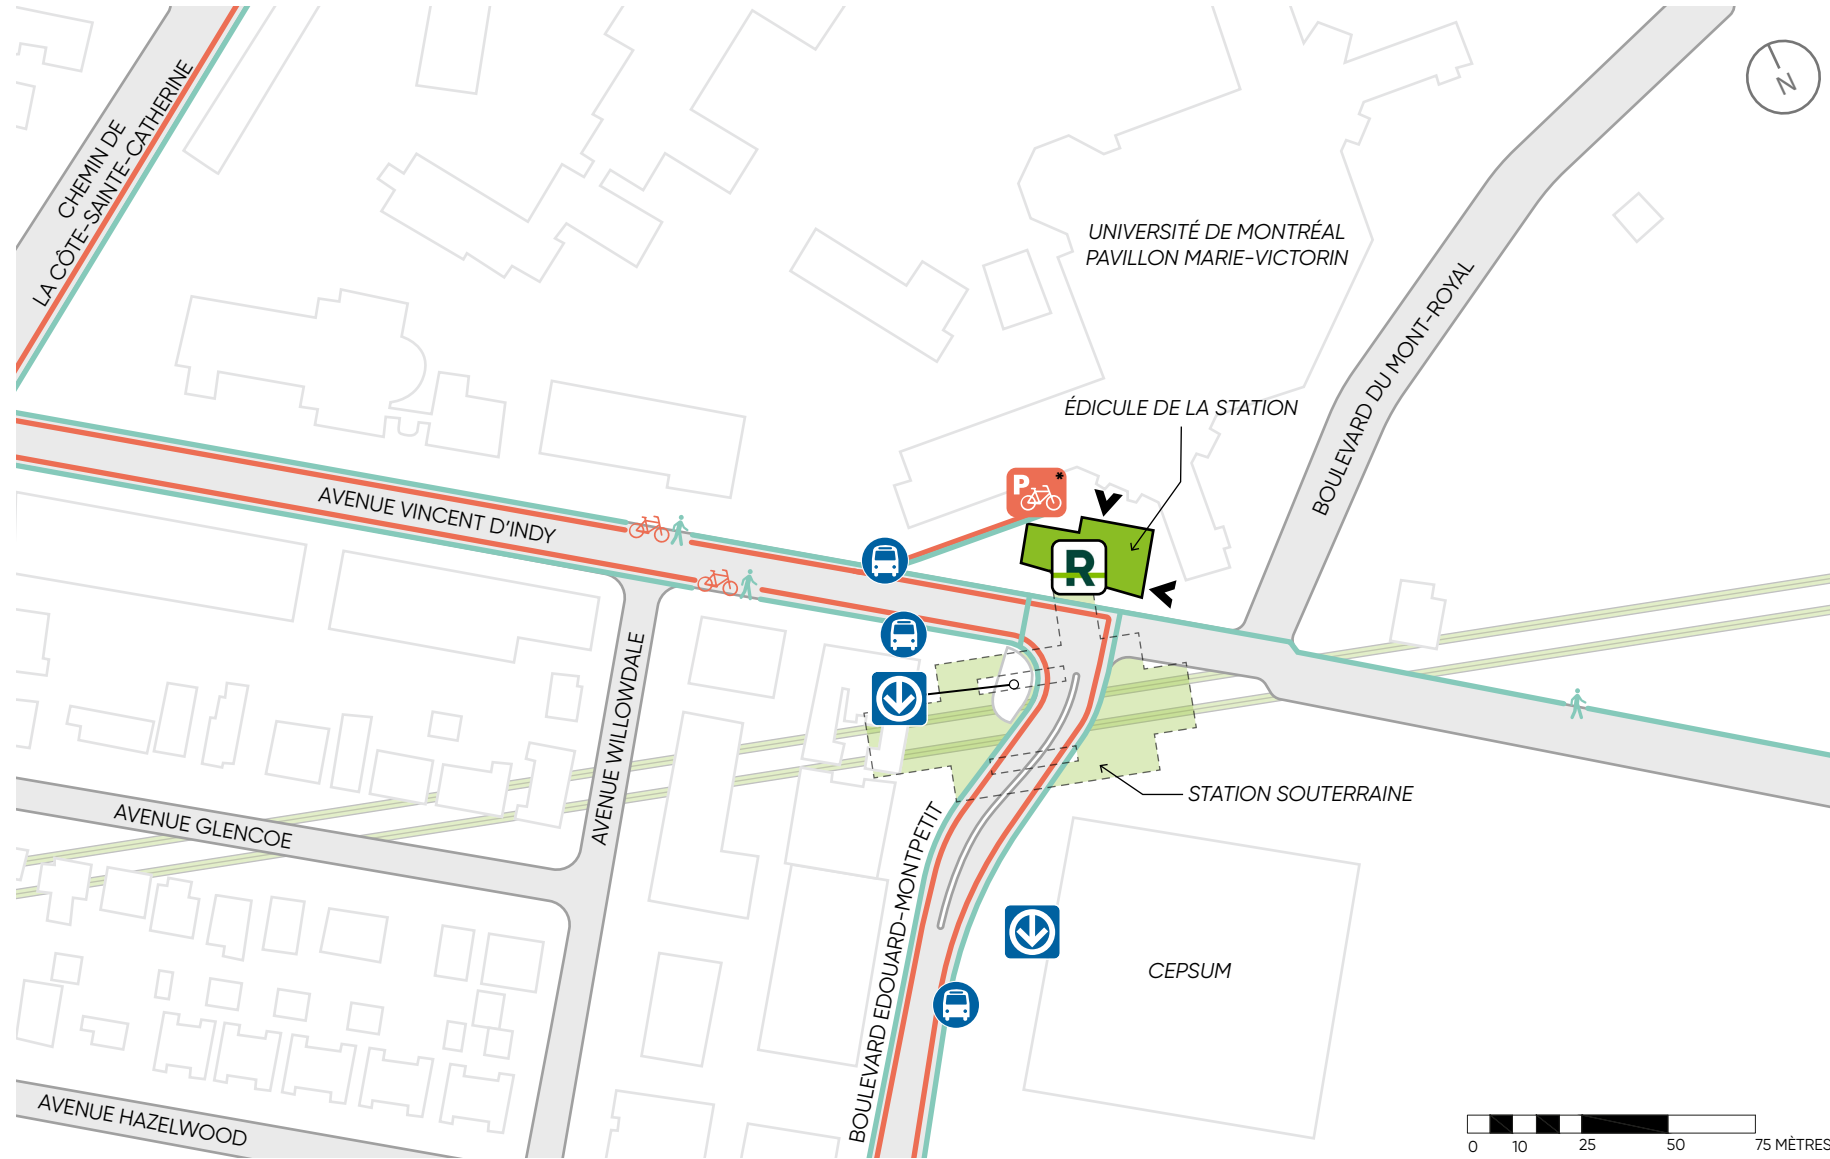 N
CHEMIN DE
LA CÔTE-SAINTE-CATHERINE
UNIVERSITÉ DE MONTRÉAL
PAVILLON MARIE-VICTORIN
BOULEVARD DU MONT-ROYAL
ÉDICULE DE LA STATION
P*
AVENUE VINCENT D'INDY
R
AVENUE WILLOWDALE
STATION SOUTERRAINE
AVENUE GLENCOE
BOULEVARD EDOUARD-MONTPETIT
CEPSUM
AVENUE HAZELWOOD
0 10 25 50 75 MÈTRES